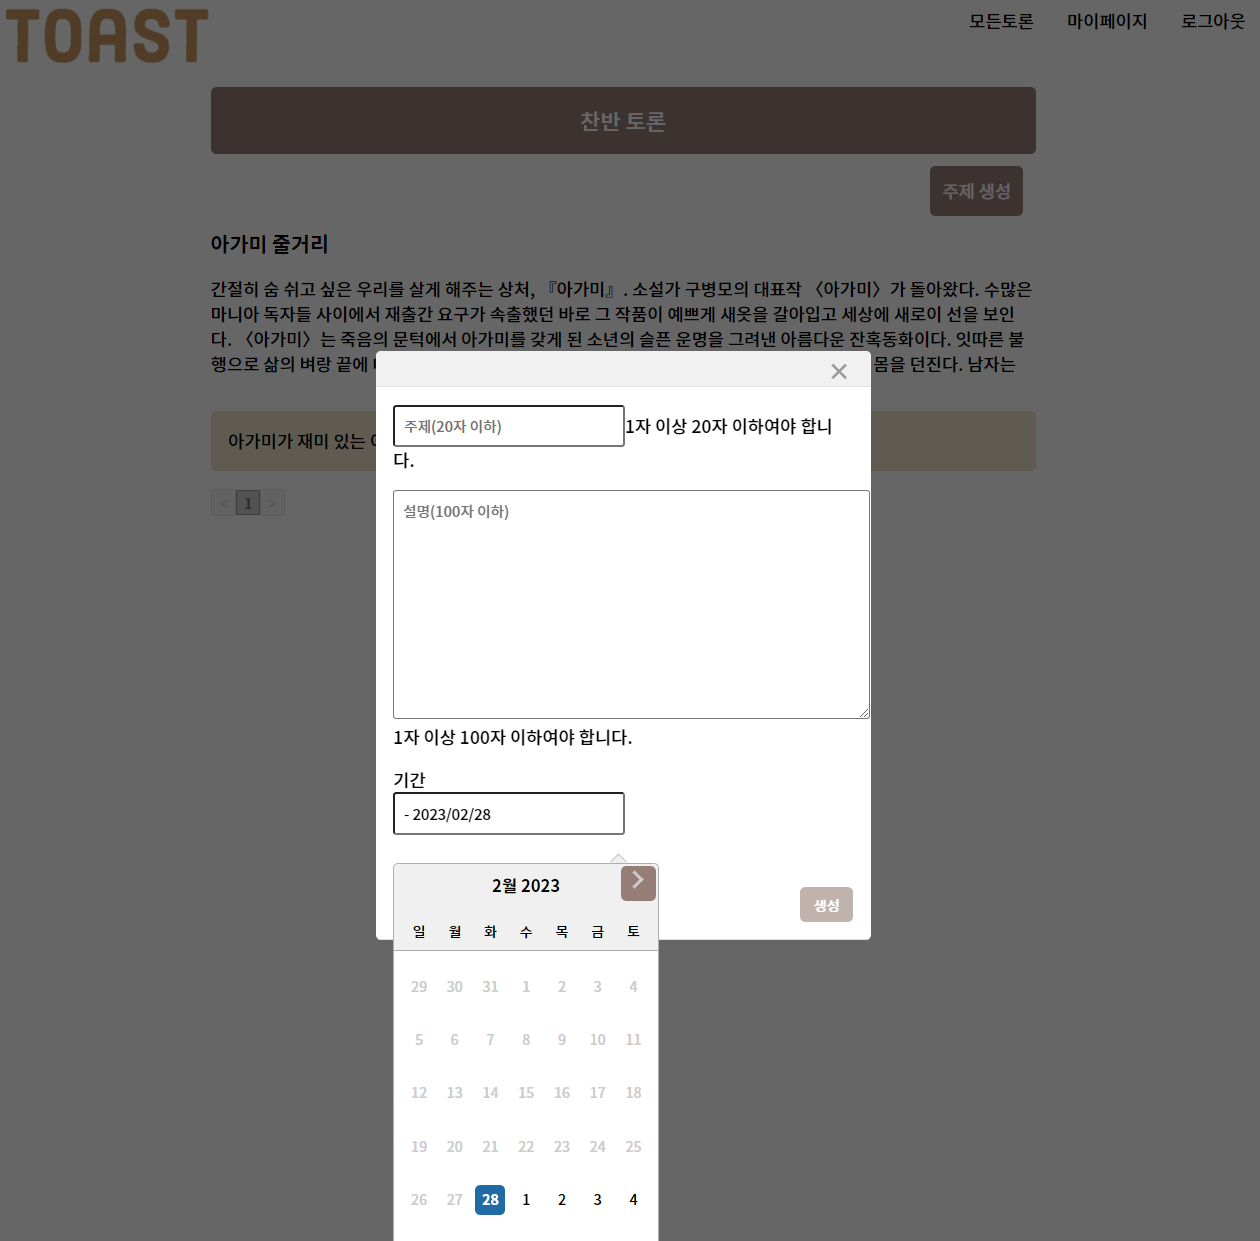 TOAST
모든토론 마이페이지 로그아웃
찬반 토론
주제 생성
아가미 줄거리
간절히 숨 쉬고 싶은 우리를 살게 해주는 상처, 『아가미』. 소설가 구병모의 대표작 〈아가미〉가 돌아왔다. 수많은
마니아 독자들 사이에서 재출간 요구가 속출했던 바로 그 작품이 예쁘게 새옷을 갈아입고 세상에 새로이 선을 보인
다. 〈아가미〉는 죽음의 문턱에서 아가미를 갖게 된 소년의 슬픈 운명을 그려낸 아름다운 잔혹동화이다. 잇따른 불
행으로 삶의 벼랑 끝에 몸을 던진다. 남자는
×
주제(20자 이하) 1자 이상 20자 이하여야 합니
다.
아가미가 재미 있는
< 1 >
설명(100자 이하)
1자 이상 100자 이하여야 합니다.
기간
- 2023/02/28
2월 2023
생성
일 월 화 수 목 금 토
29 30 31 1 2 3 4
5 6 7 8 9 10 11
12 13 14 15 16 17 18
19 20 21 22 23 24 25
26 27 28 1 2 3 4